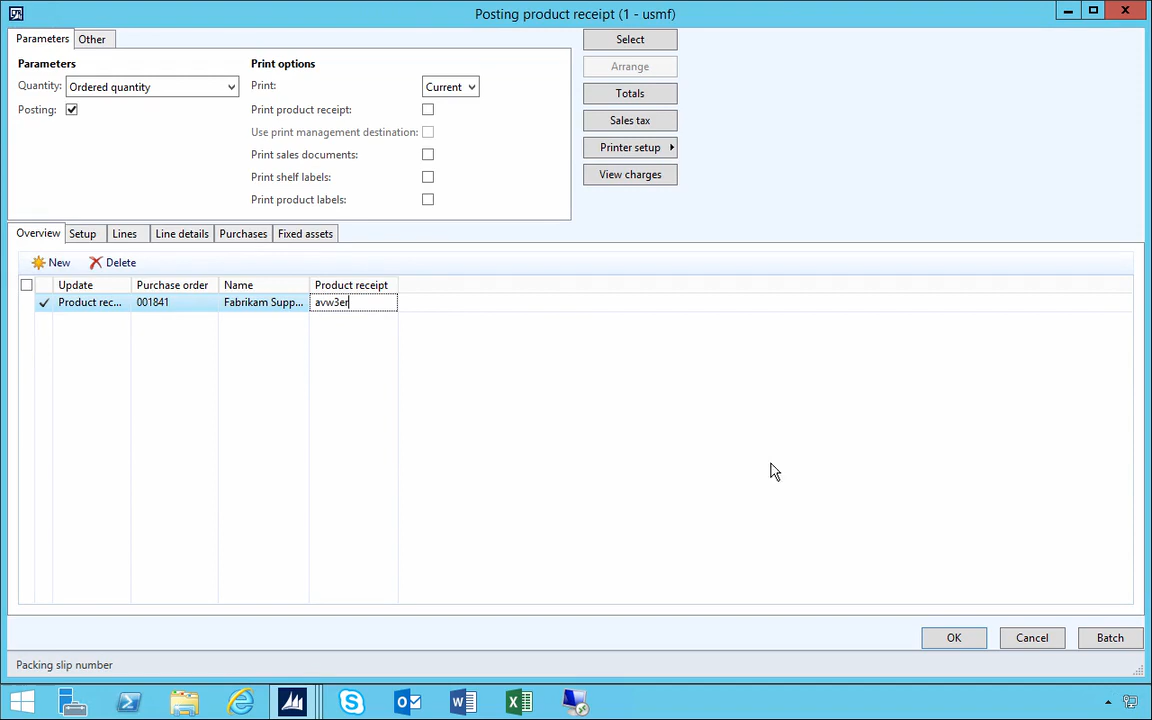 Posting product receipt (1 - usmf)
Parameters Other
Select
Parameters Print options
Arrange
Quantity: Ordered quantity Print: Current
Totals
Posting: Print product receipt:
Sales tax
Use print management destination:
Printer setup
Print sales documents:
View charges
Print shelf labels:
Print product labels:
Overview Setup Lines Line details Purchases Fixed assets
New Delete
Update Purchase order Name Product receipt
Product rec... 001841 Fabrikam Supp... avw3er
OK Cancel Batch
Packing slip number